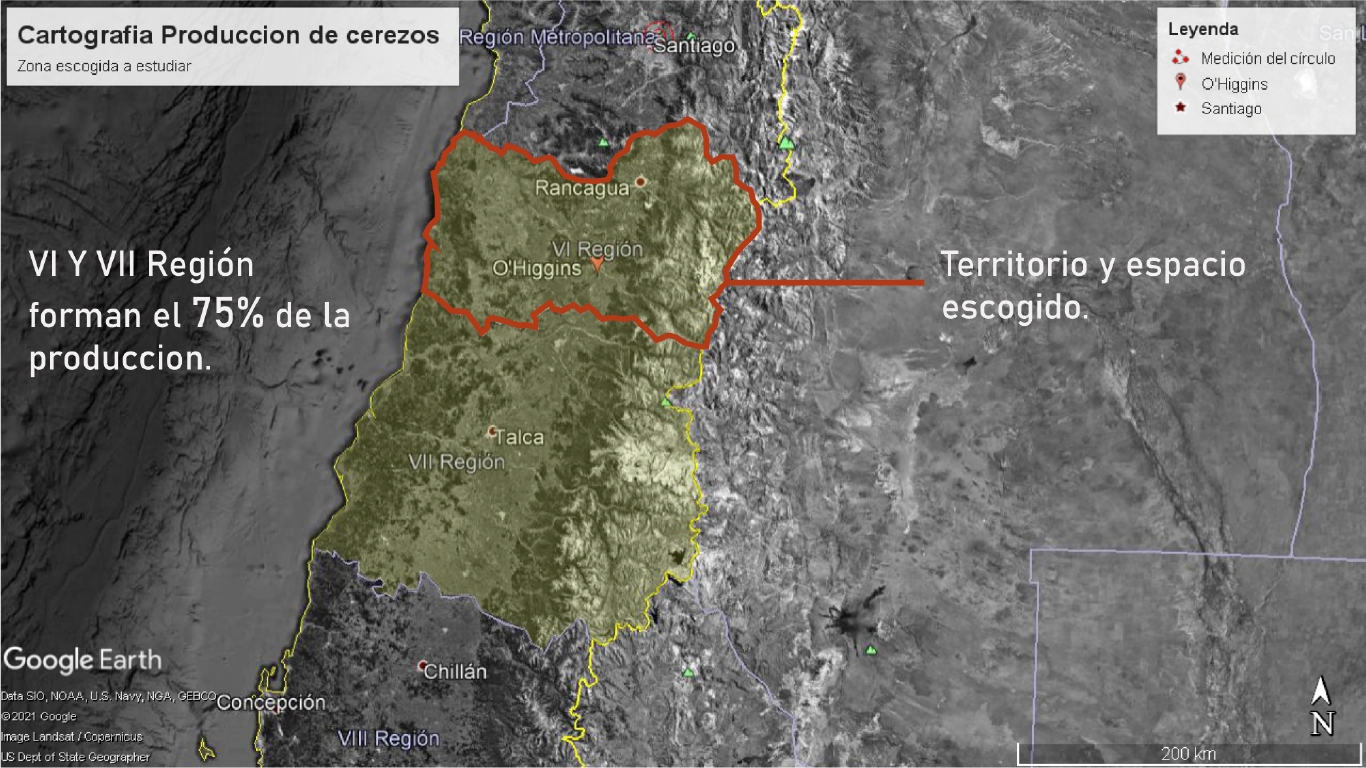 Cartografia Produccion de cerezos
Zona escogida a estudiar
Región Metropolitana
Santiago
San L
Leyenda
Medición del círculo
O'Higgins
Santiago
Rancagua
VI Región
O'Higgins
VI Y VII Región
forman el 75% de la
produccion.
Territorio y espacio
escogido.
Talca
VII Región
Chillán
Concepción
VIII Región
Google Earth
Data SIO, NOAA, U.S. Navy, NGA, GEBCO
©2021 Google
Image Landsat / Copernicus
US Dept of State Geographer
N
200 km